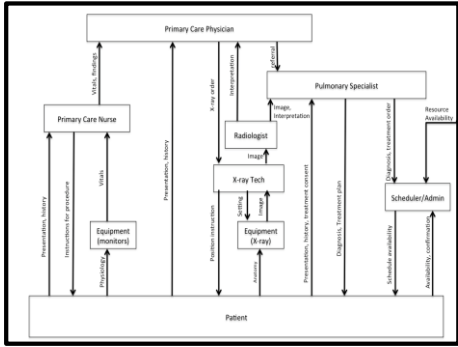 Primary Care Physician
Vitals, findings
Presentation, history
X-ray order
Interpretation
referral
Pulmonary Specialist
Image,
Interpretation
Resource
Availability
Primary Care Nurse
Radiologist
Image
Diagnosis, treatment order
X-ray Tech
Scheduler/Admin
Presentation, history
Instructions for procedure
Vitals
Equipment
(monitors)
Physiology
Position instruction
Setting
Image
Equipment
(X-ray)
Anatomy
Presentation, history, treatment consent
Diagnosis, Treatment plan
Schedule availability
Availability, confirmation
Patient